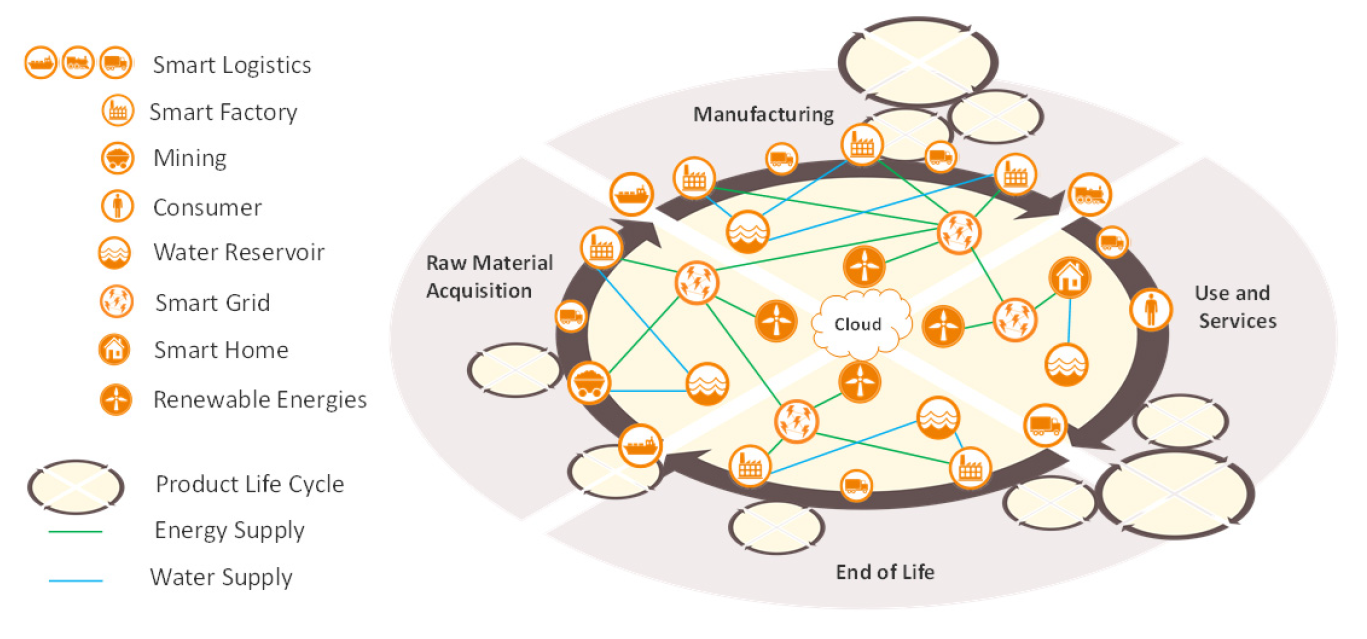 Smart Logistics
Smart Factory
Mining
Consumer
Water Reservoir
Smart Grid
Smart Home
Renewable Energies
Product Life Cycle
Energy Supply
Water Supply
Manufacturing
Raw Material
Acquisition
Cloud
Use and
Services
End of Life